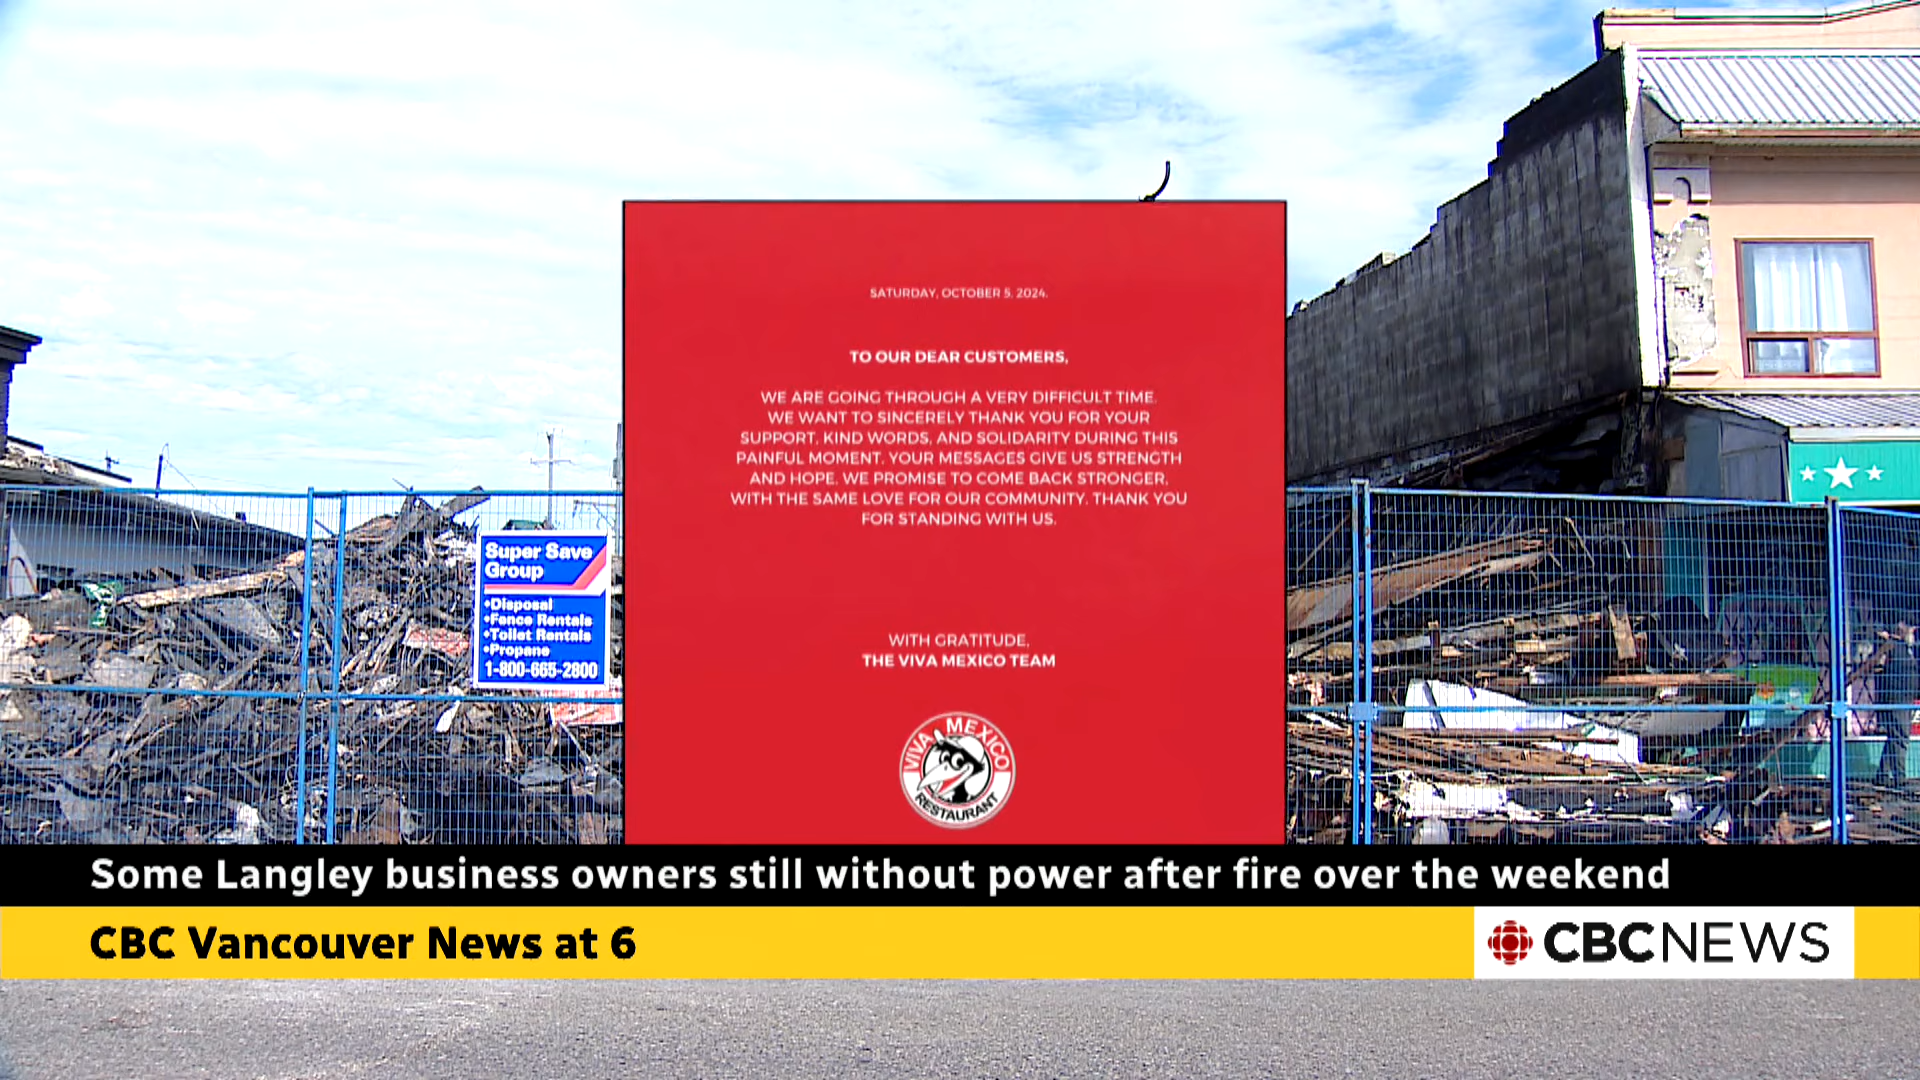 SATURDAY, OCTOBER 5, 2024.
TO OUR DEAR CUSTOMERS,
WE ARE GOING THROUGH A VERY DIFFICULT TIME.
WE WANT TO SINCERELY THANK YOU FOR YOUR
SUPPORT, KIND WORDS, AND SOLIDARITY DURING THIS
PAINFUL MOMENT. YOUR MESSAGES GIVE US STRENGTH
AND HOPE. WE PROMISE TO COME BACK STRONGER,
WITH THE SAME LOVE FOR OUR COMMUNITY. THANK YOU
FOR STANDING WITH US.
WITH GRATITUDE,
THE VIVA MEXICO TEAM
VIVA MEXICO
RESTAURANT
Super Save
Group
•Disposal
•Fence Rentals
•Toilet Rentals
•Propane
1-800-665-2800
Some Langley business owners still without power after fire over the weekend
CBC Vancouver News at 6
CBCNEWS